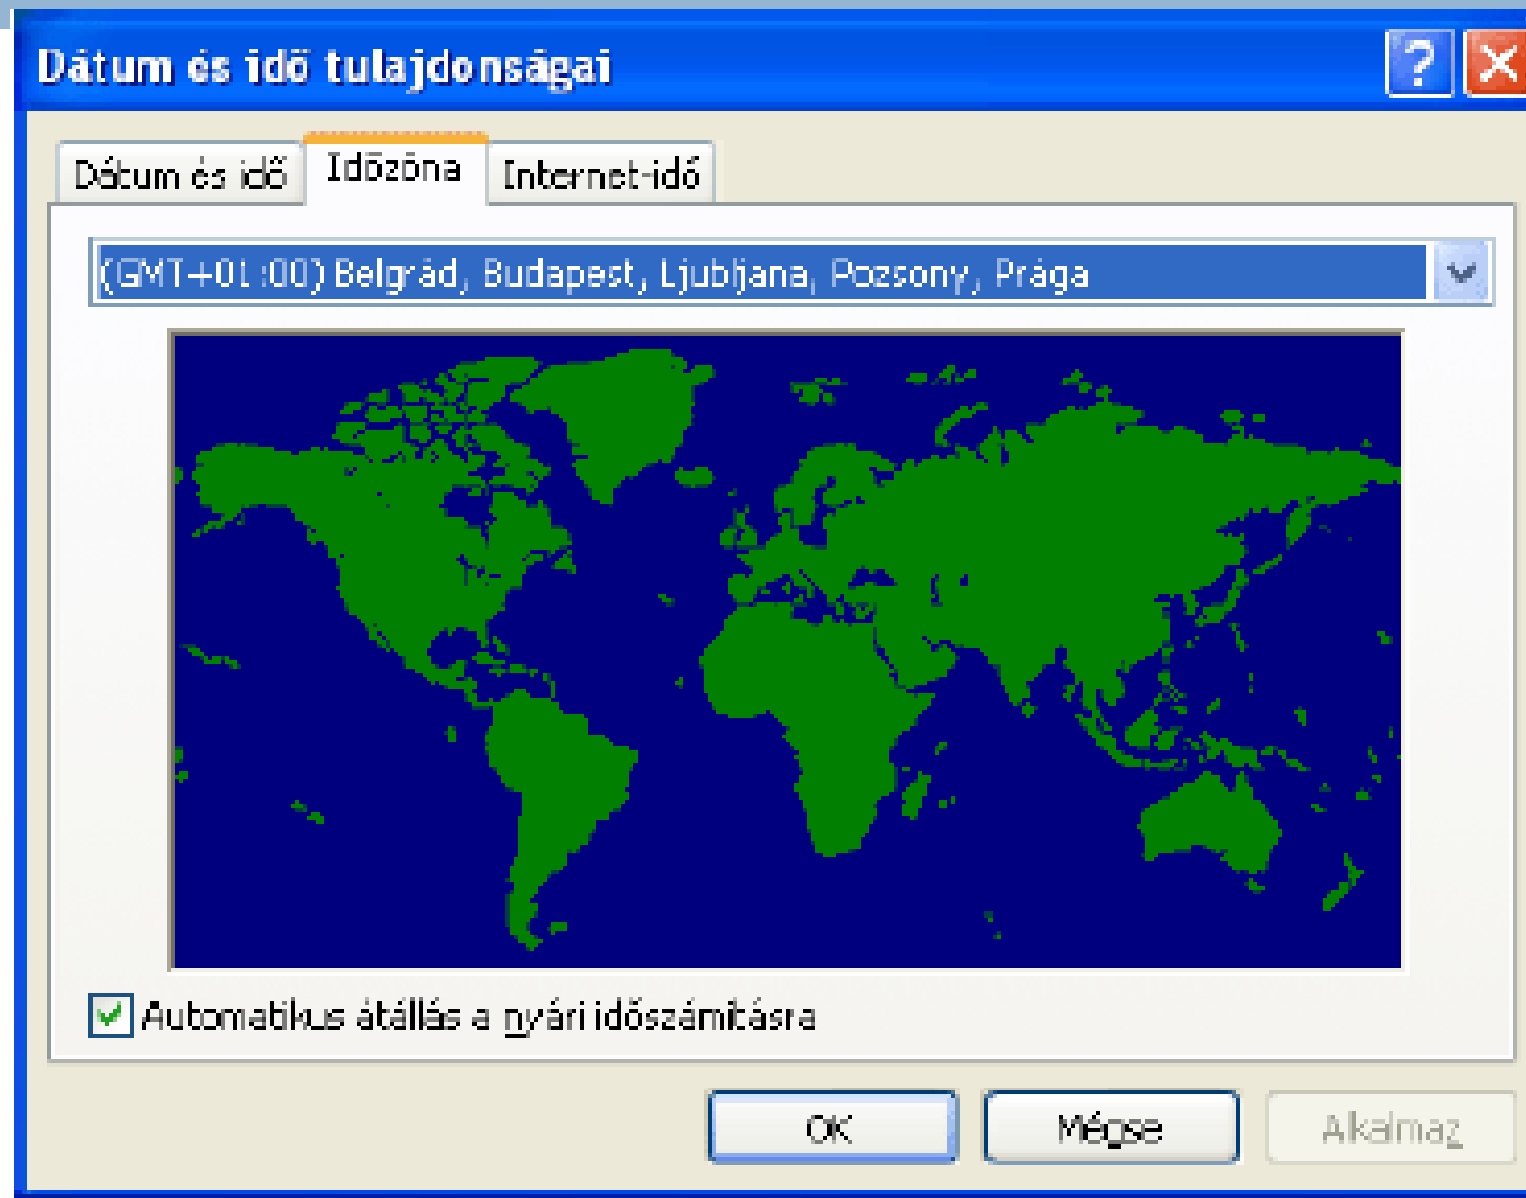 Dátum és idő tulajdonságai
Dátum és idő Időzóna Internet-idő
(GMT+01:00) Belgrád, Budapest, Ljubljana, Pozsony, Prága
Automatikus átállás a nyári időszámításra
OK Mégse Alkalmaz